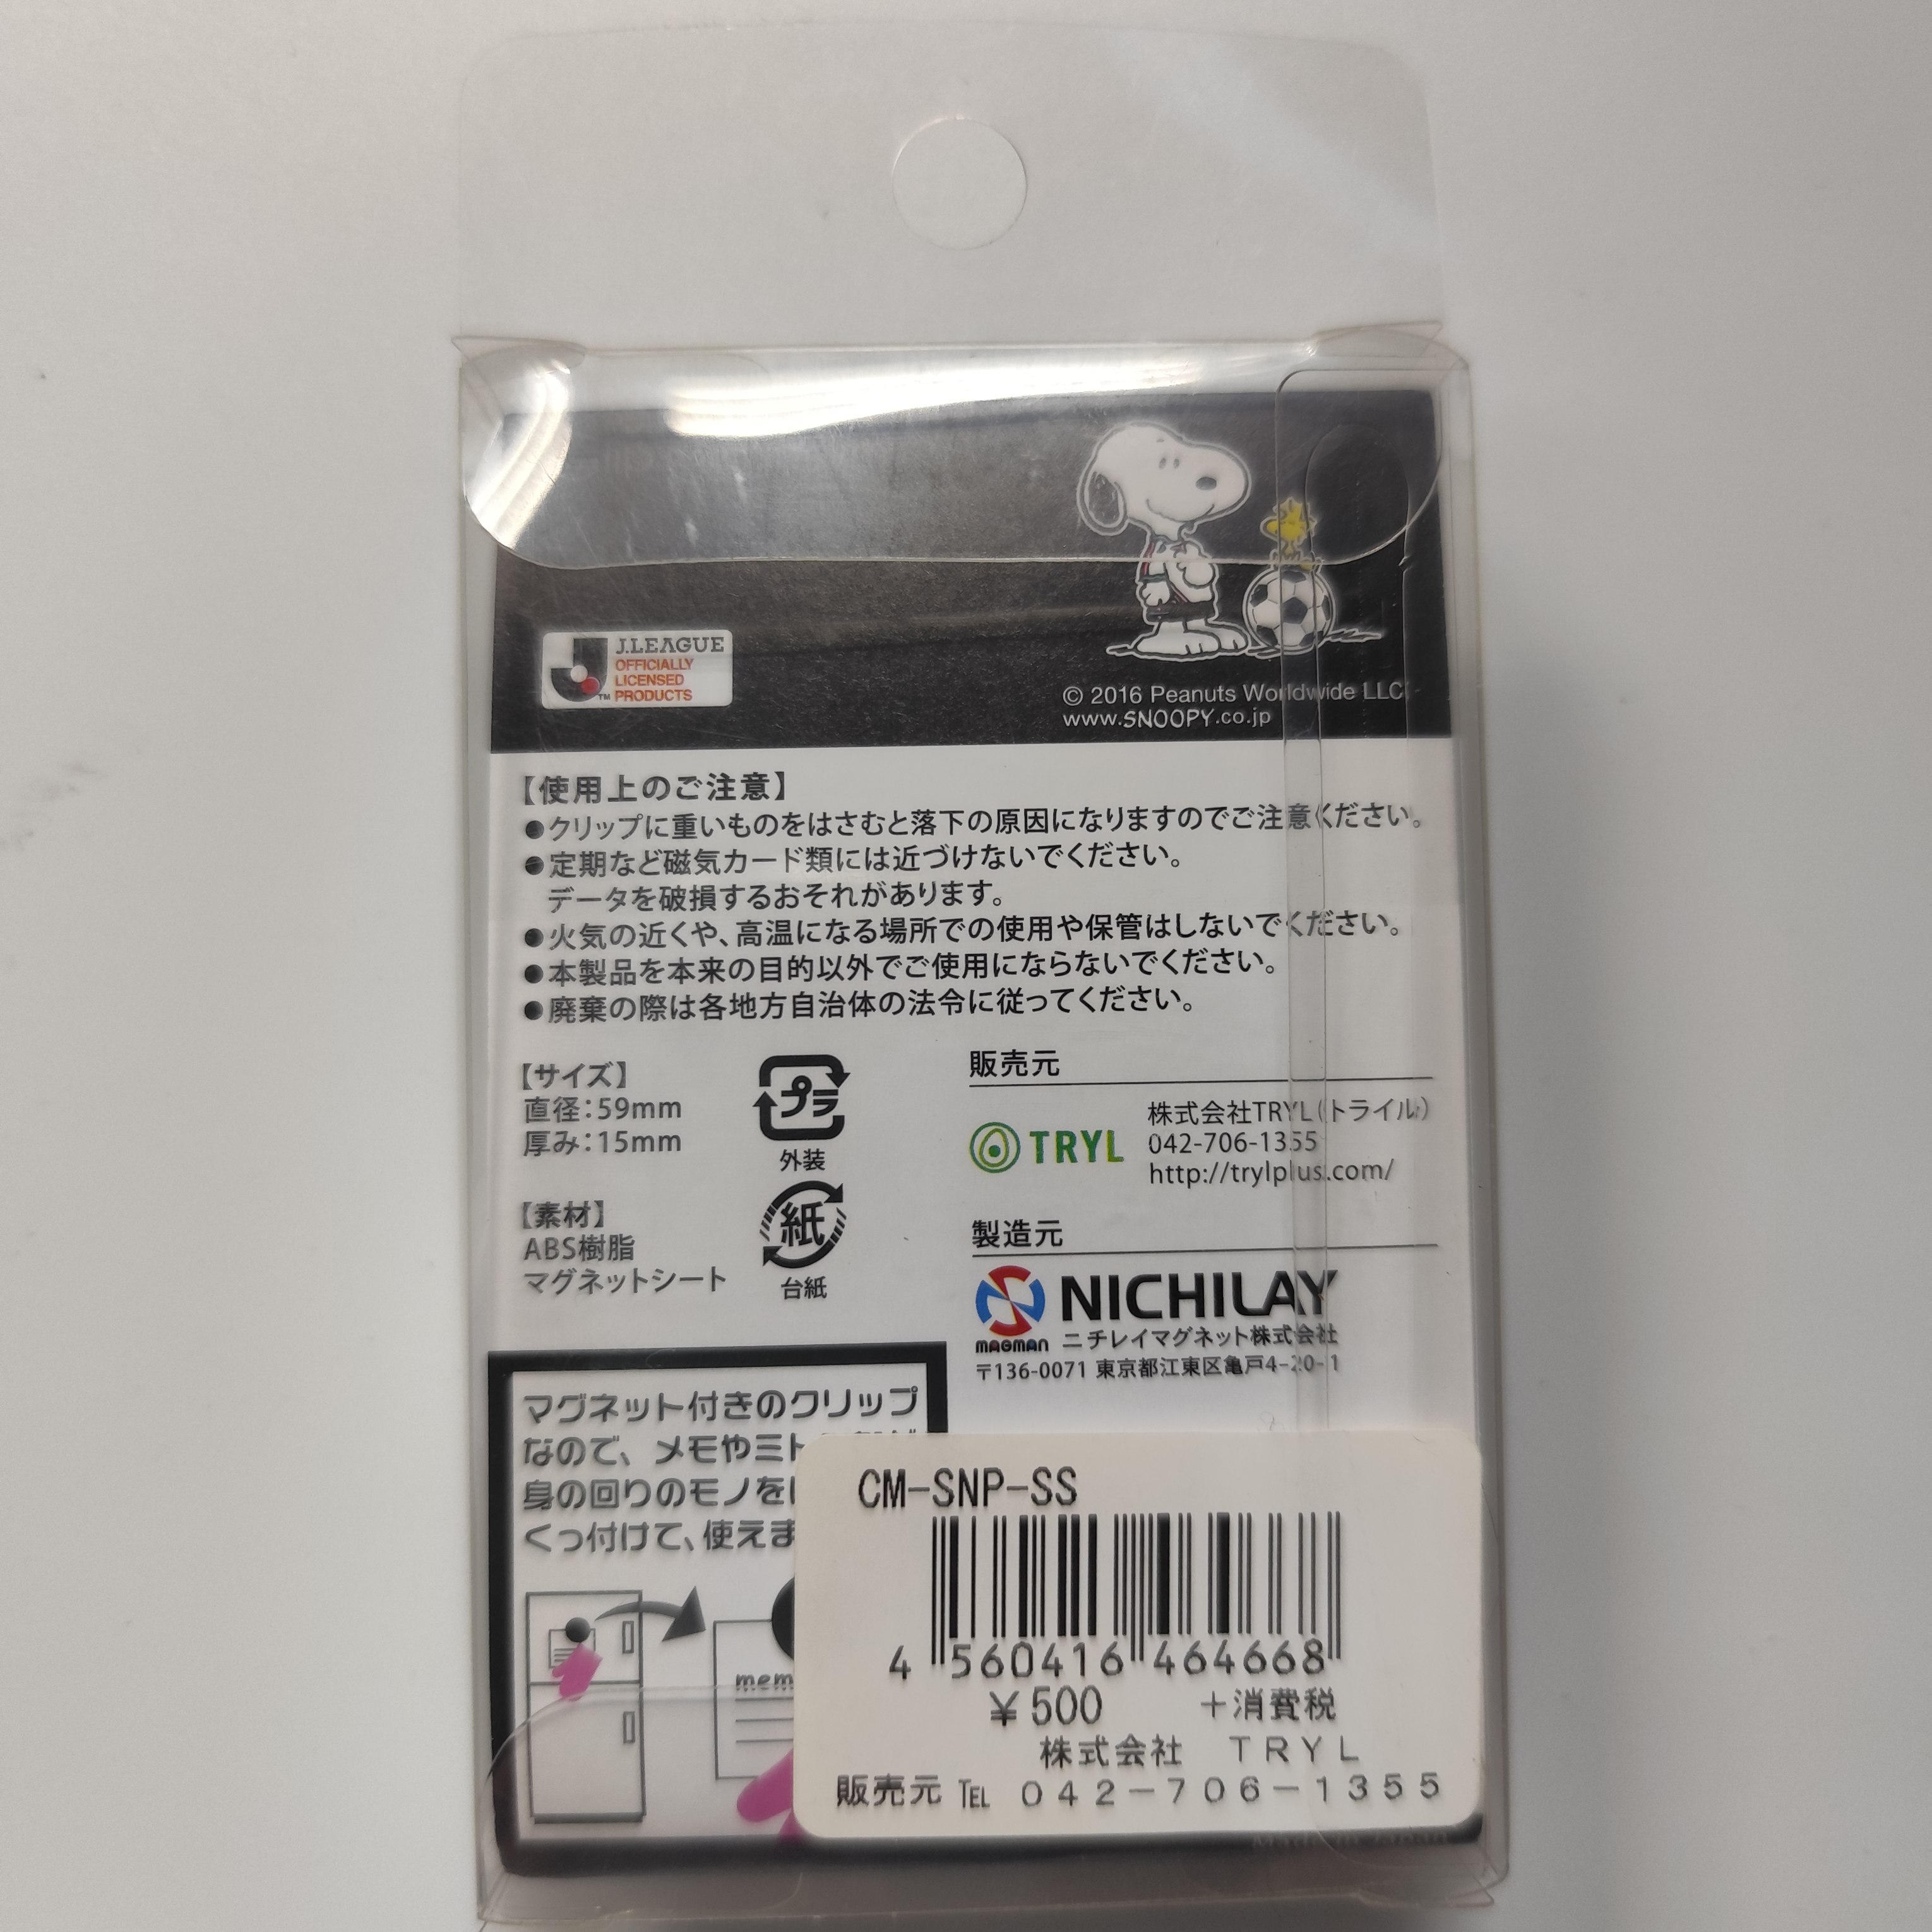 J.LEAGUE
OFFICIALLY
LICENSED
PRODUCTS
TM
© 2016 Peanuts Worldwide LLC
www.SNOOPY.co.jp
【使用上のご注意】
●クリップに重いものをはさむと落下の原因になりますのでご注意ください。
●定期など磁気カード類には近づけないでください。
データを破損するおそれがあります。
●火気の近くや、高温になる場所での使用や保管はしないでください。
●本製品を本来の目的以外でご使用にならないでください。
●廃棄の際は各地方自治体の法令に従ってください。
【サイズ】
直径：59mm
厚み：15mm
【素材】
ABS樹脂
マグネットシート
プラ
外装
紙
台紙
販売元
TRYL
株式会社TRYL（トライル）
042-706-1355
http://trylplus.com/
製造元
NICHILAY
MAGMAN ニチレイマグネット株式会社
〒136-0071 東京都江東区亀戸4-20-1
マグネット付きのクリップ
なので、メモやミト
身の回りのモノを
くっ付けて、使えま
mem
CM-SNP-SS
4 560416 464668
¥500 +消費税
株式会社 TRYL
販売元 TEL 042-706-1355
Made in Japan